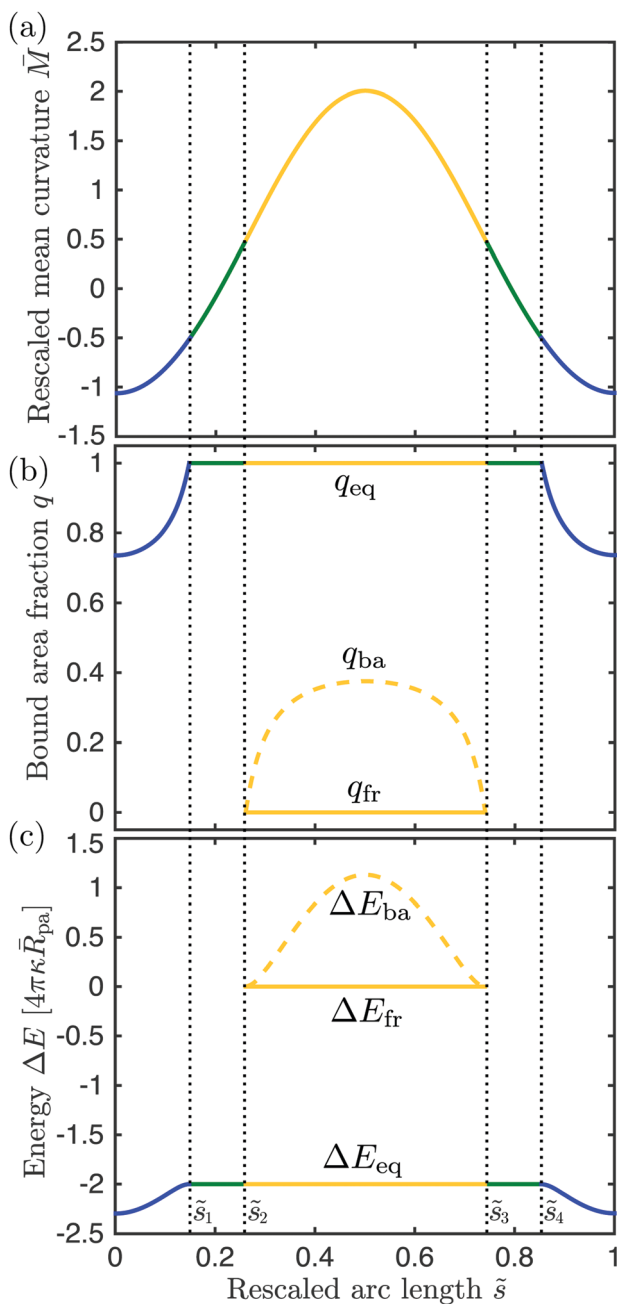 (a)
Rescaled mean curvature M̄
2
1.5
1
0.5
0
-0.5
-1
-1.5
(b)
Bound area fraction q
1
0.8
0.6
0.4
0.2
0
q_eq
q_ba
q_fr
(c)
Energy ΔE [4πκR̄_pa]
1.5
1
0.5
0
-0.5
-1
-1.5
-2
-2.5
ΔE_ba
ΔE_fr
ΔE_eq
s̃_1 s̃_2 s̃_3 s̃_4
0 0.2 0.4 0.6 0.8 1
Rescaled arc length s̃